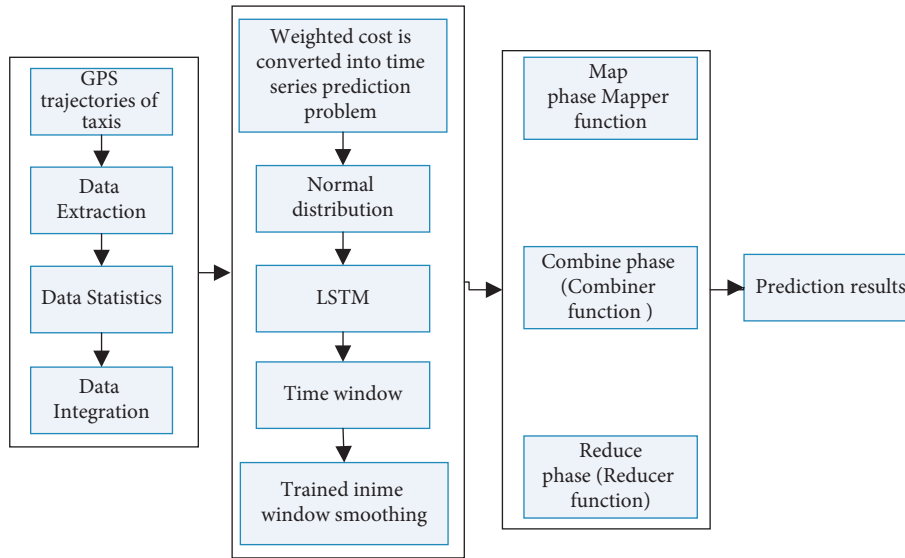 GPS
trajectories of
taxis
Data
Extraction
Data Statistics
Data
Integration
Weighted cost is
converted into time
series prediction
problem
Normal
distribution
LSTM
Time window
Trained inime
window smoothing
Map
phase Mapper
function
Combine phase
(Combiner
function )
Reduce
phase (Reducer
function)
Prediction results